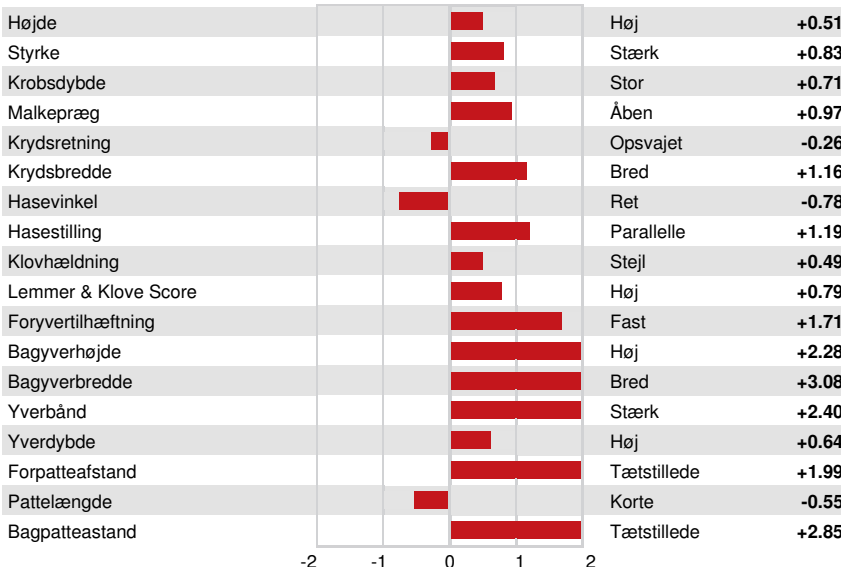 Højde Høj +0.51
Styrke Stærk +0.83
Krobsdybde Stor +0.71
Malkepræg Åben +0.97
Krydsretning Opsvajet -0.26
Krydsbredde Bred +1.16
Hasevinkel Ret -0.78
Hasestilling Parallelle +1.19
Klovhældning Stejl +0.49
Lemmer & Klove Score Høj +0.79
Foryvertilhæftning Fast +1.71
Bagyverhøjde Høj +2.28
Bagyverbredde Bred +3.08
Yverbånd Stærk +2.40
Yverdybde Høj +0.64
Forpatteafstand Tætstillede +1.99
Pattelængde Korte -0.55
Bagpatteastand Tætstillede +2.85
-2 -1 0 1 2